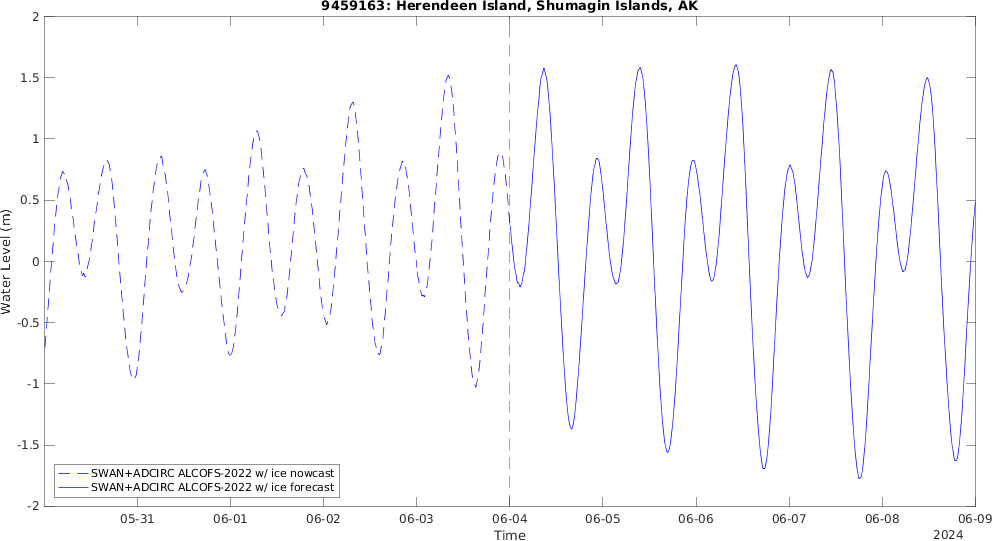 9459163: Herendeen Island, Shumagin Islands, AK
2
1.5
1
0.5
0
-0.5
-1
-1.5
-2
Water Level (m)
SWAN+ADCIRC ALCOFS-2022 w/ ice nowcast
SWAN+ADCIRC ALCOFS-2022 w/ ice forecast
05-31 06-01 06-02 06-03 06-04 06-05 06-06 06-07 06-08 06-09
Time
2024